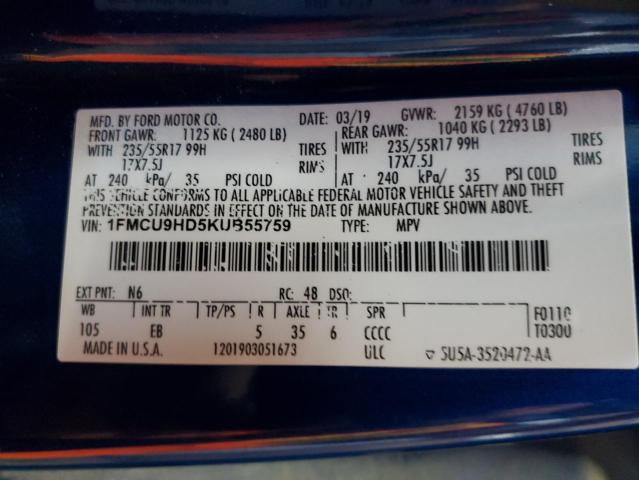 MFD. BY FORD MOTOR CO. DATE: 03/19 GVWR: 2159 KG ( 4760 LB)
FRONT GAWR: 1125 KG ( 2480 LB) REAR GAWR: 1040 KG ( 2293 LB)
WITH 235/55R17 99H TIRES WITH 235/55R17 99H TIRES
17X7.5J RIMS 17X7.5J RIMS
AT 240 kPa/ 35 PSI COLD AT 240 kPa/ 35 PSI COLD
THIS VEHICLE CONFORMS TO ALL APPLICABLE FEDERAL MOTOR VEHICLE SAFETY AND THEFT
PREVENTION STANDARDS IN EFFECT ON THE DATE OF MANUFACTURE SHOWN ABOVE.
VIN: 1FMCU9HD5KUB55759 TYPE: MPV
EXT PNT: N6 RC: 48 DSO:
WB INT TR TP/PS R AXLE TR SPR F0110
105 EB 5 35 6 CCCC T0300
MADE IN U.S.A. 1201903051673 ULC 5U5A-3520472-AA